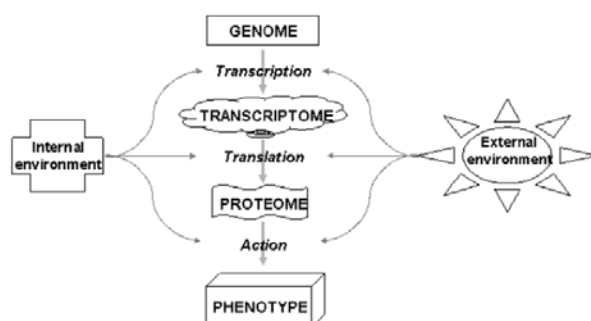 GENOME
Transcription
TRANSCRIPTOME
Internal
environment
Translation
External
environment
PROTEOME
Action
PHENOTYPE